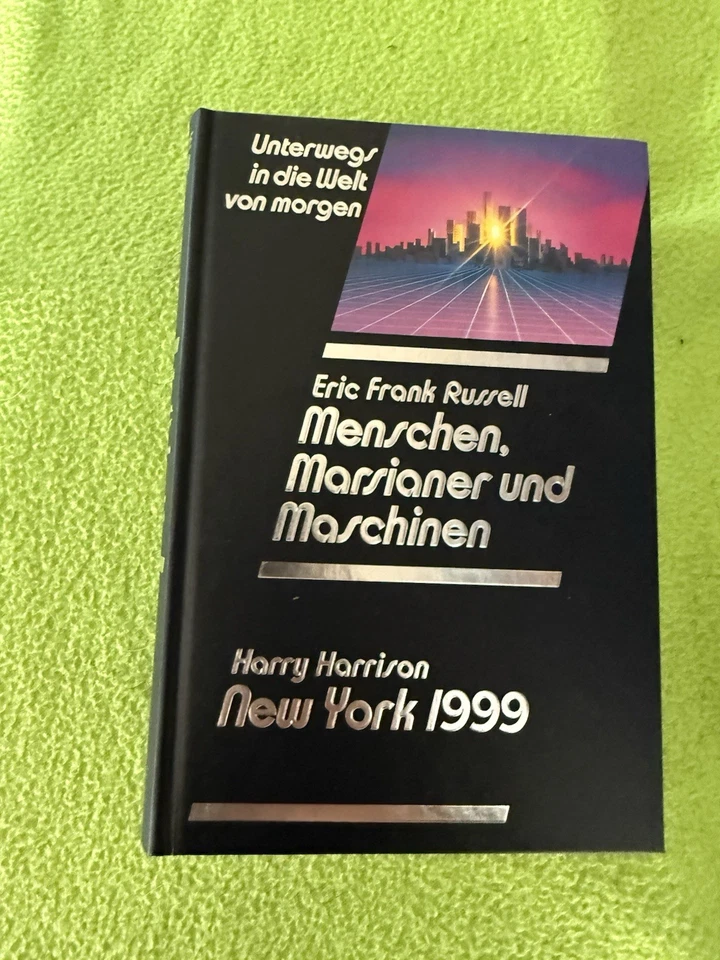 Unterwegs
in die Welt
von morgen
Eric Frank Russell
Menschen,
Marsianer und
Maschinen
Harry Harrison
New York 1999